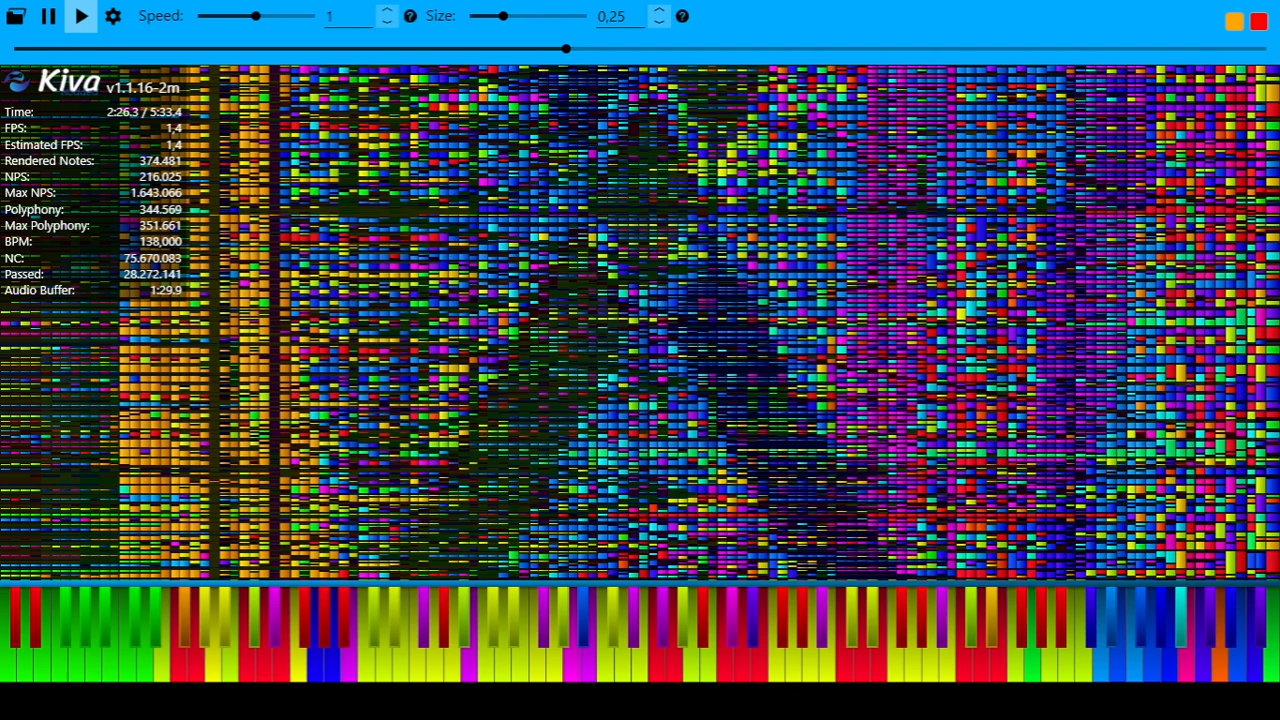 Speed: 1 ? Size: 0,25 ?
Kiva v1.1.16-2m
Time: 2:26.3 / 5:33.4
FPS: 1,4
Estimated FPS: 1,4
Rendered Notes: 374.481
NPS: 216.025
Max NPS: 1.643.066
Polyphony: 344.569
Max Polyphony: 351.661
BPM: 138,000
NC: 75.670.083
Passed: 28.272.141
Audio Buffer: 1:29.9